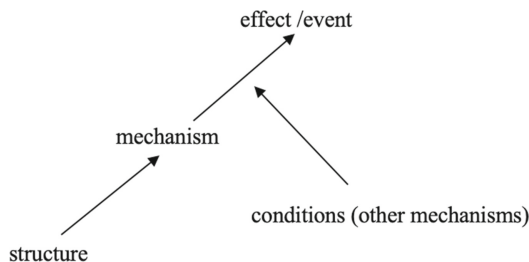 effect /event
mechanism
conditions (other mechanisms)
structure